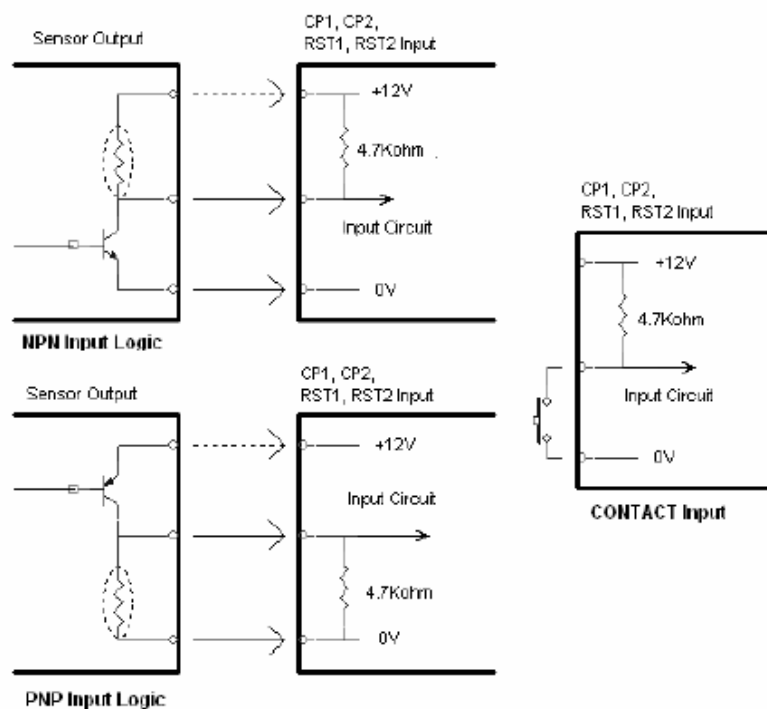 Sensor Output
CP1, CP2,
RST1, RST2 Input
+12V
4.7Kohm
Input Circuit
0V
NPN Input Logic
Sensor Output
CP1, CP2,
RST1, RST2 Input
+12V
Input Circuit
4.7Kohm
0V
PNP Input Logic
CP1, CP2,
RST1, RST2 Input
+12V
4.7Kohm
Input Circuit
0V
CONTACT Input